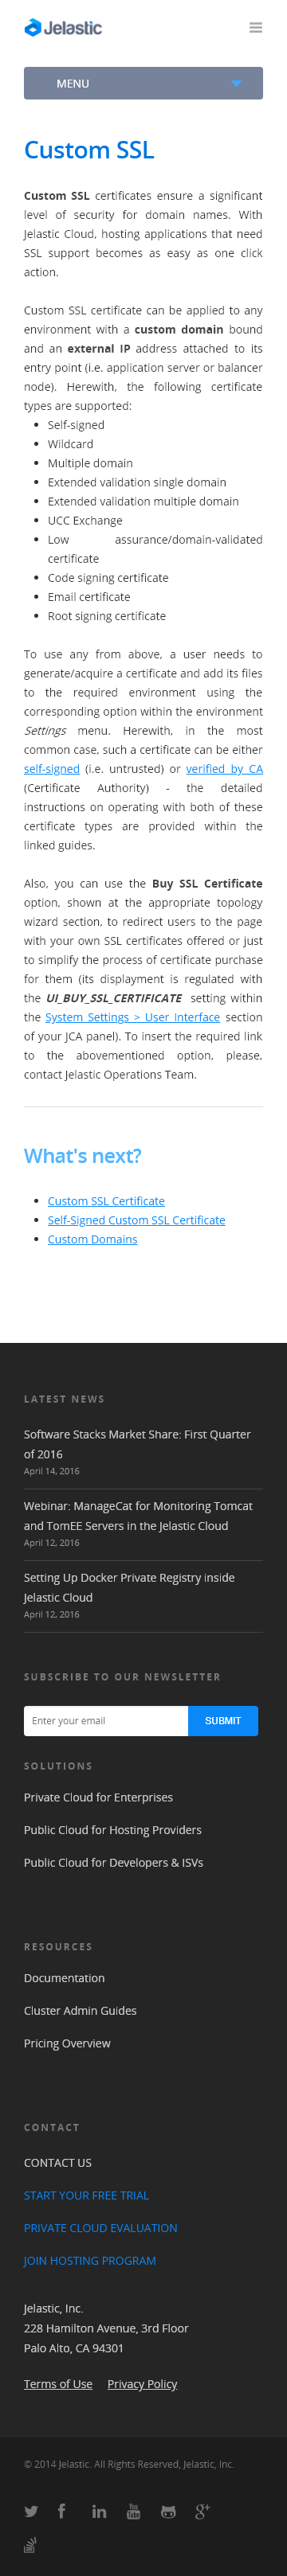 Jelastic
MENU
Custom SSL
Custom SSL certificates ensure a significant
level of security for domain names. With
Jelastic Cloud, hosting applications that need
SSL support becomes as easy as one click
action.
Custom SSL certificate can be applied to any
environment with a custom domain bound
and an external IP address attached to its
entry point (i.e. application server or balancer
node). Herewith, the following certificate
types are supported:
Self-signed
Wildcard
Multiple domain
Extended validation single domain
Extended validation multiple domain
UCC Exchange
Low assurance/domain-validated
certificate
Code signing certificate
Email certificate
Root signing certificate
To use any from above, a user needs to
generate/acquire a certificate and add its files
to the required environment using the
corresponding option within the environment
Settings menu. Herewith, in the most
common case, such a certificate can be either
self-signed (i.e. untrusted) or verified by CA
(Certificate Authority) - the detailed
instructions on operating with both of these
certificate types are provided within the
linked guides.
Also, you can use the Buy SSL Certificate
option, shown at the appropriate topology
wizard section, to redirect users to the page
with your own SSL certificates offered or just
to simplify the process of certificate purchase
for them (its displayment is regulated with
the UI_BUY_SSL_CERTIFICATE setting within
the System Settings > User Interface section
of your JCA panel). To insert the required link
to the abovementioned option, please,
contact Jelastic Operations Team.
What's next?
Custom SSL Certificate
Self-Signed Custom SSL Certificate
Custom Domains
LATEST NEWS
Software Stacks Market Share: First Quarter
of 2016
April 14, 2016
Webinar: ManageCat for Monitoring Tomcat
and TomEE Servers in the Jelastic Cloud
April 12, 2016
Setting Up Docker Private Registry inside
Jelastic Cloud
April 12, 2016
SUBSCRIBE TO OUR NEWSLETTER
Enter your email SUBMIT
SOLUTIONS
Private Cloud for Enterprises
Public Cloud for Hosting Providers
Public Cloud for Developers & ISVs
RESOURCES
Documentation
Cluster Admin Guides
Pricing Overview
CONTACT
CONTACT US
START YOUR FREE TRIAL
PRIVATE CLOUD EVALUATION
JOIN HOSTING PROGRAM
Jelastic, Inc.
228 Hamilton Avenue, 3rd Floor
Palo Alto, CA 94301
Terms of Use Privacy Policy
© 2014 Jelastic. All Rights Reserved, Jelastic, Inc.